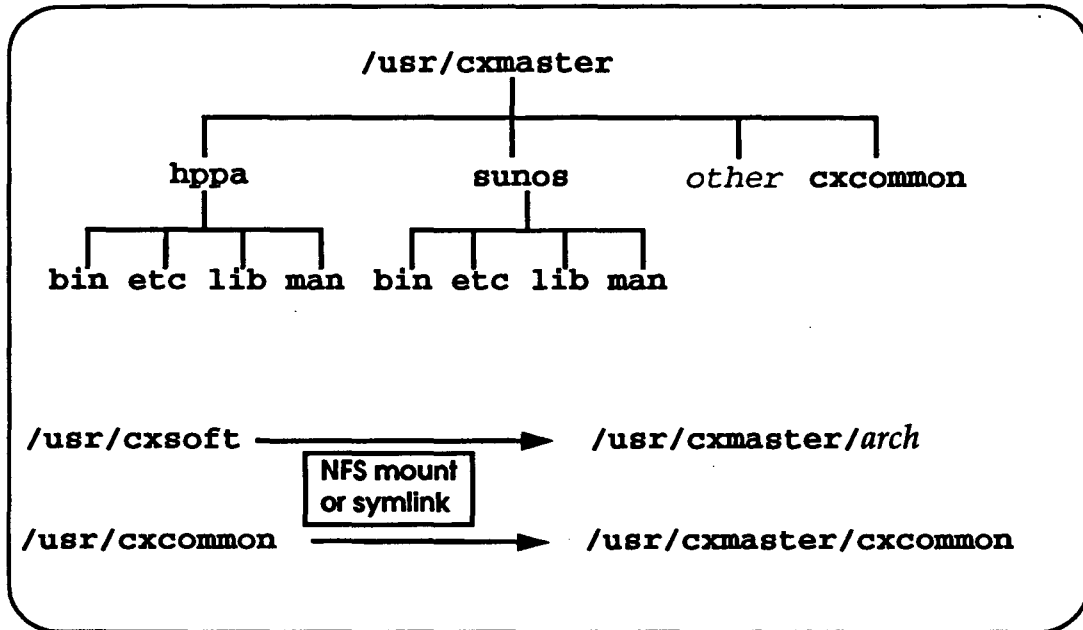 /usr/cxmaster
hppa sunos other cxcommon
bin etc lib man bin etc lib man
/usr/cxsoft /usr/cxmaster/arch
NFS mount
or symlink
/usr/cxcommon /usr/cxmaster/cxcommon